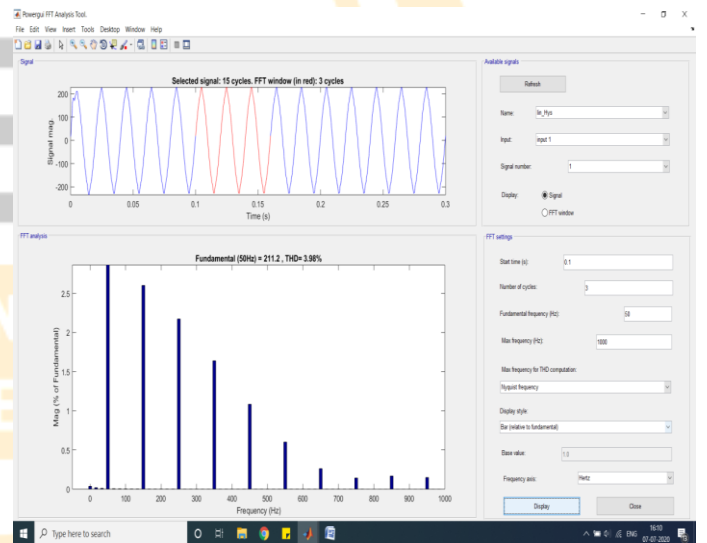 Powergui FFT Analysis Tool.
File Edit View Insert Tools Desktop Window Help
Signal
Selected signal: 15 cycles. FFT window (in red): 3 cycles
200
100
0
-100
-200
Signal mag.
0 0.05 0.1 0.15 0.2 0.25 0.3
Time (s)
FFT analysis
Fundamental (50Hz) = 211.2 , THD= 3.98%
2.5
2
1.5
1
0.5
0
Mag (% of Fundamental)
0 100 200 300 400 500 600 700 800 900 1000
Frequency (Hz)
Available signals
Refresh
Name: lin_Hyo
Input: input 1
Signal number: 1
Display: Signal
FFT window
FFT settings
Start time (s): 0.1
Number of cycles: 3
Fundamental frequency (Hz): 50
Max frequency (Hz): 1000
Max frequency for THD computation:
Nyquist frequency
Display style:
Bar (relative to fundamental)
Base value: 1.0
Frequency axis: Hertz
Display Close
Type here to search
ENG
16:10
07-07-2020